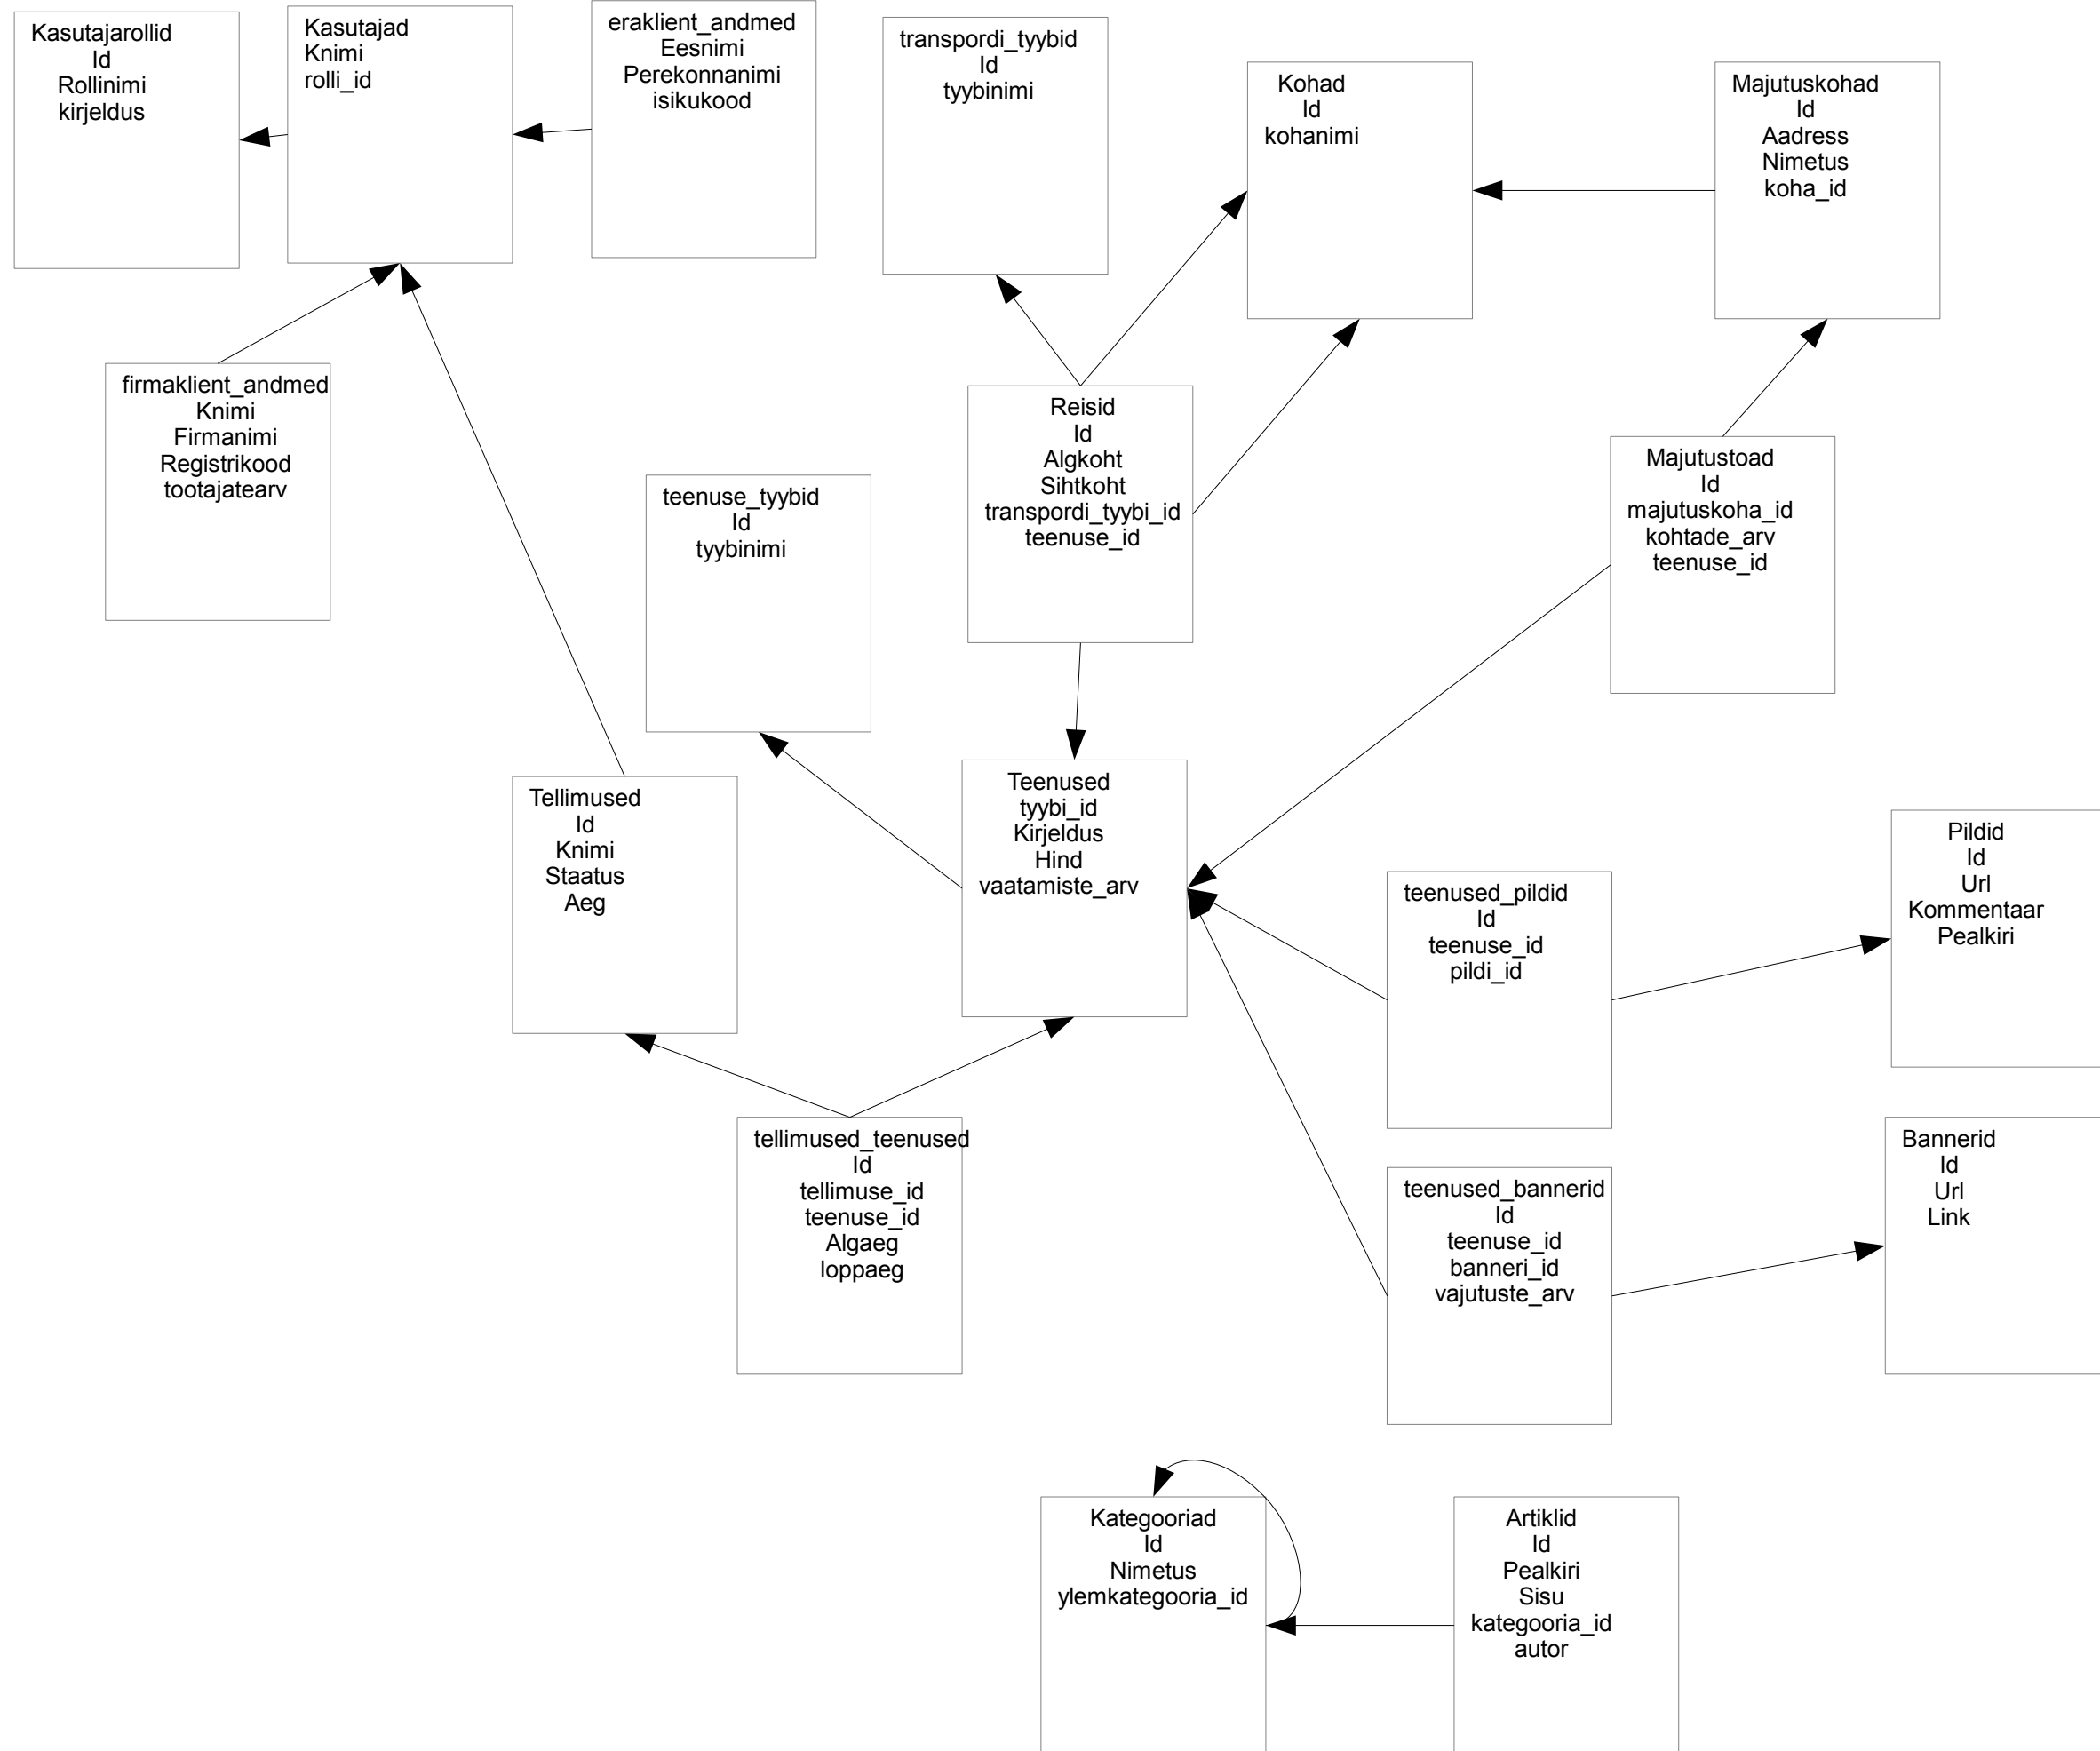 Kasutajarollid
Id
Rollinimi
kirjeldus
Kasutajad
Knimi
rolli_id
eraklient_andmed
Eesnimi
Perekonnanimi
isikukood
transpordi_tyybid
Id
tyybinimi
Kohad
Id
kohanimi
Majutuskohad
Id
Aadress
Nimetus
koha_id
firmaklient_andmed
Knimi
Firmanimi
Registrikood
tootajatearv
teenuse_tyybid
Id
tyybinimi
Reisid
Id
Algkoht
Sihtkoht
transpordi_tyybi_id
teenuse_id
Majutustoad
Id
majutuskoha_id
kohtade_arv
teenuse_id
Tellimused
Id
Knimi
Staatus
Aeg
Teenused
tyybi_id
Kirjeldus
Hind
vaatamiste_arv
teenused_pildid
Id
teenuse_id
pildi_id
Pildid
Id
Url
Kommentaar
Pealkiri
tellimused_teenused
Id
tellimuse_id
teenuse_id
Algaeg
loppaeg
teenused_bannerid
Id
teenuse_id
banneri_id
vajutuste_arv
Bannerid
Id
Url
Link
Kategooriad
Id
Nimetus
ylemkategooria_id
Artiklid
Id
Pealkiri
Sisu
kategooria_id
autor